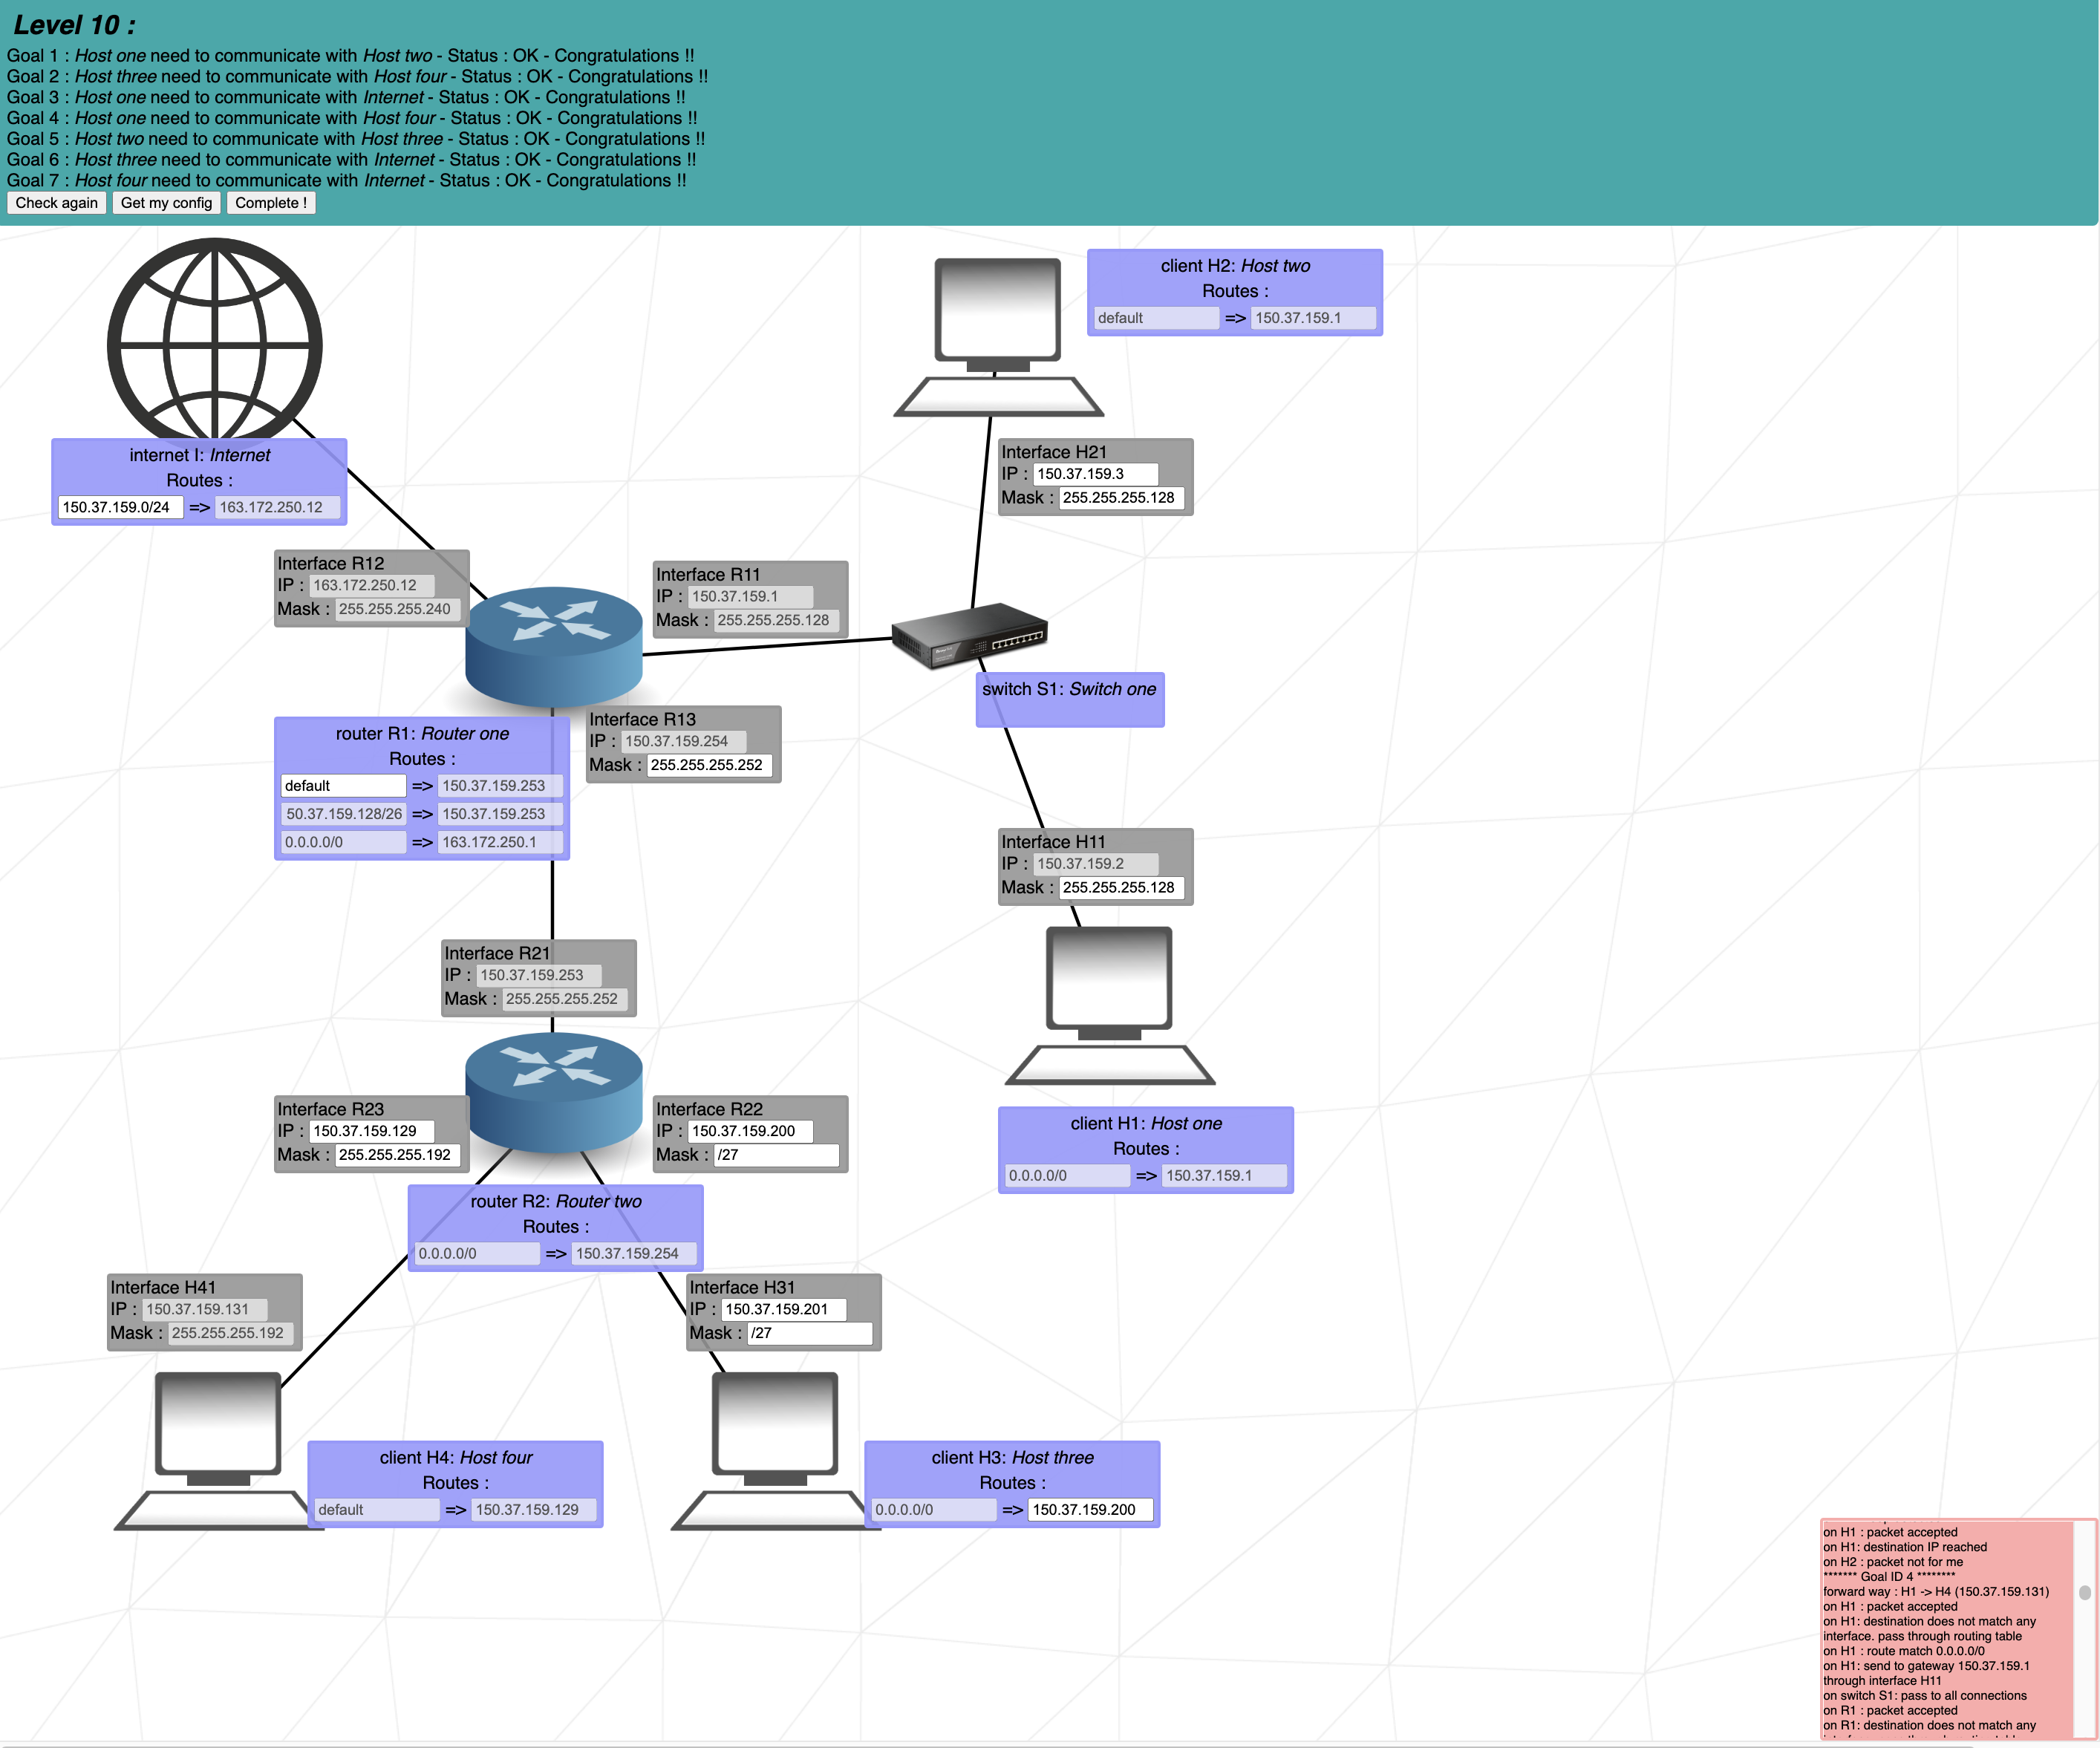 Level 10 :
Goal 1 : Host one need to communicate with Host two - Status : OK - Congratulations !!
Goal 2 : Host three need to communicate with Host four - Status : OK - Congratulations !!
Goal 3 : Host one need to communicate with Internet - Status : OK - Congratulations !!
Goal 4 : Host one need to communicate with Host four - Status : OK - Congratulations !!
Goal 5 : Host two need to communicate with Host three - Status : OK - Congratulations !!
Goal 6 : Host three need to communicate with Internet - Status : OK - Congratulations !!
Goal 7 : Host four need to communicate with Internet - Status : OK - Congratulations !!
Check again Get my config Complete !
client H2: Host two
Routes :
default => 150.37.159.1
internet I: Internet
Routes :
150.37.159.0/24 => 163.172.250.12
Interface H21
IP : 150.37.159.3
Mask : 255.255.255.128
Interface R12
IP : 163.172.250.12
Mask : 255.255.255.240
Interface R11
IP : 150.37.159.1
Mask : 255.255.255.128
switch S1: Switch one
Interface R13
IP : 150.37.159.254
Mask : 255.255.255.252
router R1: Router one
Routes :
default => 150.37.159.253
50.37.159.128/26 => 150.37.159.253
0.0.0.0/0 => 163.172.250.1
Interface H11
IP : 150.37.159.2
Mask : 255.255.255.128
Interface R21
IP : 150.37.159.253
Mask : 255.255.255.252
Interface R23
IP : 150.37.159.129
Mask : 255.255.255.192
Interface R22
IP : 150.37.159.200
Mask : /27
client H1: Host one
Routes :
0.0.0.0/0 => 150.37.159.1
router R2: Router two
Routes :
0.0.0.0/0 => 150.37.159.254
Interface H41
IP : 150.37.159.131
Mask : 255.255.255.192
Interface H31
IP : 150.37.159.201
Mask : /27
client H4: Host four
Routes :
default => 150.37.159.129
client H3: Host three
Routes :
0.0.0.0/0 => 150.37.159.200
on H1 : packet accepted
on H1: destination IP reached
on H2 : packet not for me
******* Goal ID 4 ********
forward way : H1 -> H4 (150.37.159.131)
on H1 : packet accepted
on H1: destination does not match any
interface. pass through routing table
on H1 : route match 0.0.0.0/0
on H1: send to gateway 150.37.159.1
through interface H11
on switch S1: pass to all connections
on R1 : packet accepted
on R1: destination does not match any